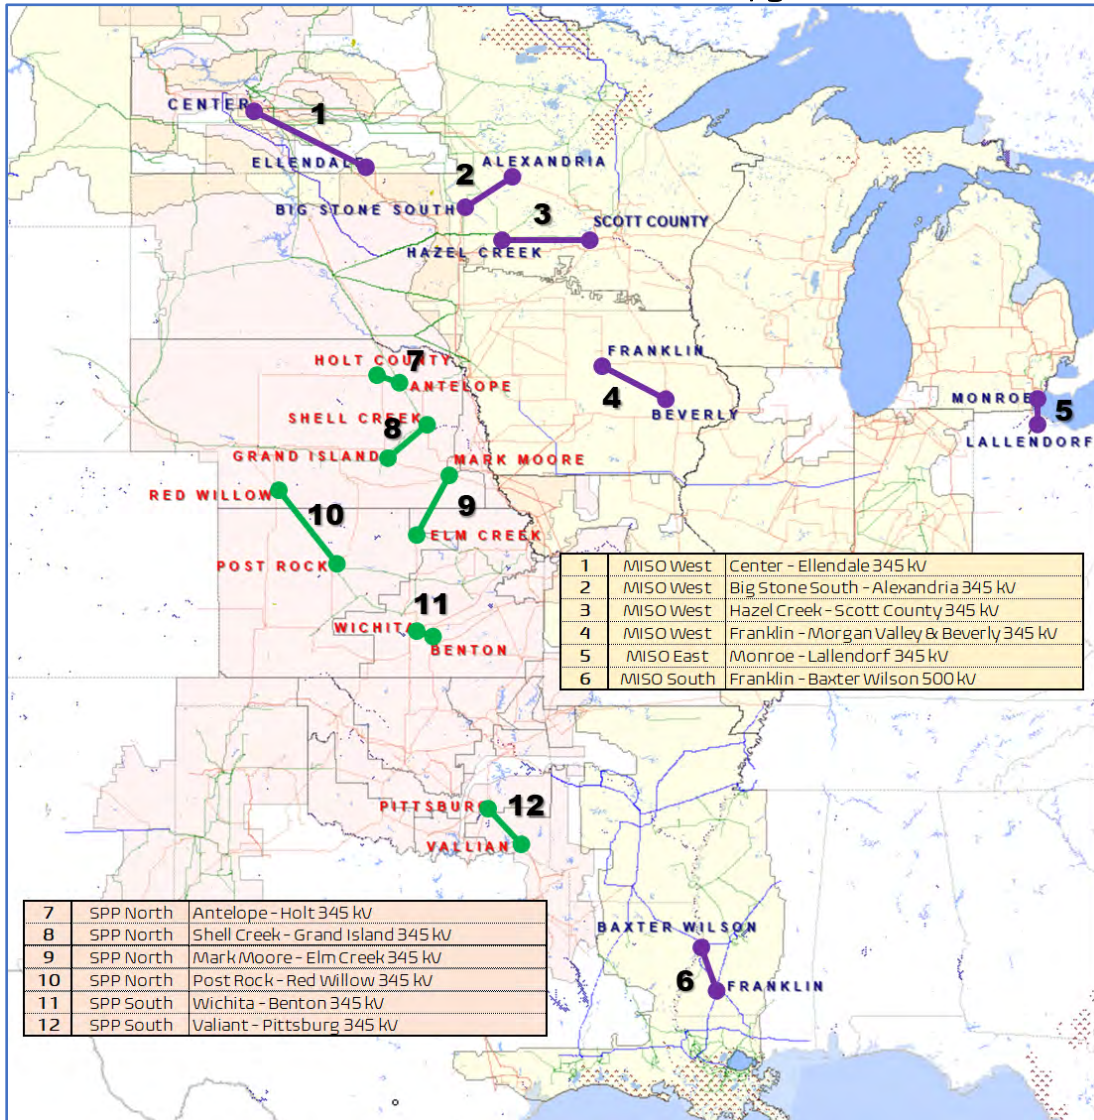 CENTER
1
ELLENDALE
ALEXANDRIA
2
BIG STONE SOUTH
3
SCOTT COUNTY
HAZEL CREEK
HOLT COUNTY
7
ANTELOPE
FRANKLIN
4
BEVERLY
MONROE
5
LALLENDORF
SHELL CREEK
8
GRAND ISLAND
MARK MOORE
RED WILLOW
9
10
ELM CREEK
POST ROCK
11
WICHITA
BENTON
1 MISO West Center - Ellendale 345 kV
2 MISO West Big Stone South - Alexandria 345 kV
3 MISO West Hazel Creek - Scott County 345 kV
4 MISO West Franklin - Morgan Valley & Beverly 345 kV
5 MISO East Monroe - Lallendorf 345 kV
6 MISO South Franklin - Baxter Wilson 500 kV
PITTSBURG
12
VALLIAN
7 SPP North Antelope - Holt 345 kV
8 SPP North Shell Creek - Grand Island 345 kV
9 SPP North Mark Moore - Elm Creek 345 kV
10 SPP North Post Rock - Red Willow 345 kV
11 SPP South Wichita - Benton 345 kV
12 SPP South Valiant - Pittsburg 345 kV
BAXTER WILSON
6
FRANKLIN